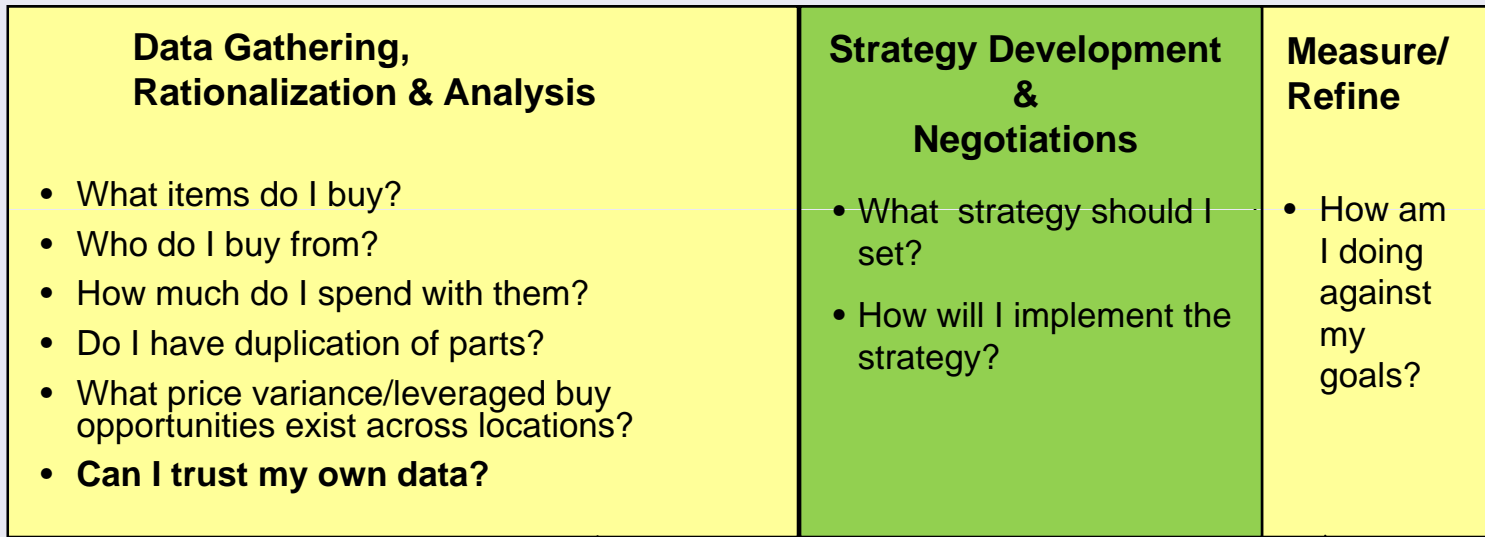 Data Gathering,
Rationalization & Analysis
• What items do I buy?
• Who do I buy from?
• How much do I spend with them?
• Do I have duplication of parts?
• What price variance/leveraged buy
opportunities exist across locations?
• Can I trust my own data?
Strategy Development
&
Negotiations
• What strategy should I
set?
• How will I implement the
strategy?
Measure/
Refine
• How am
I doing
against
my
goals?